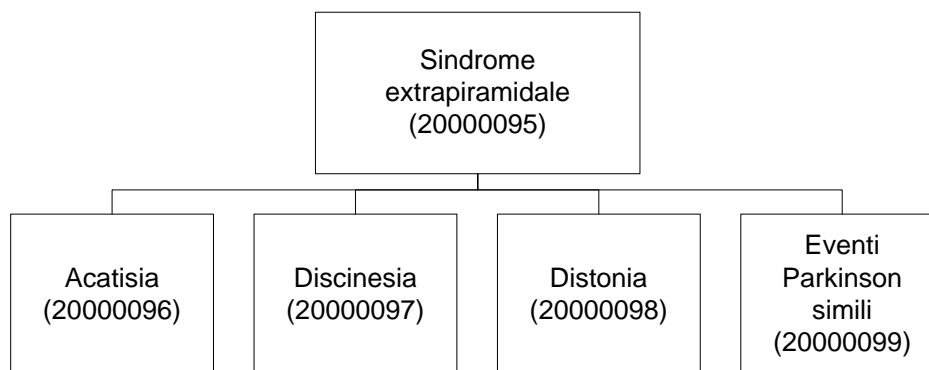 Sindrome
extrapiramidale
(20000095)
Acatisia
(20000096)
Discinesia
(20000097)
Distonia
(20000098)
Eventi
Parkinson
simili
(20000099)